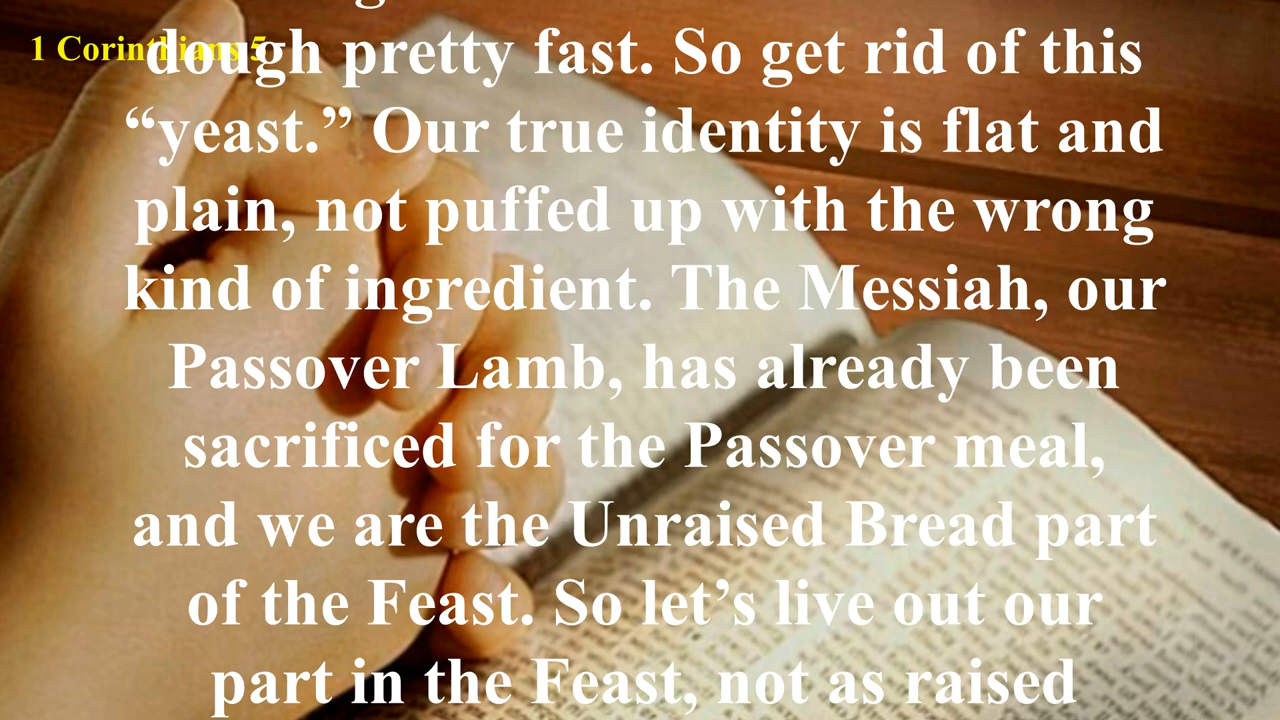 1 Corinthians 5
dough pretty fast. So get rid of this
“yeast.” Our true identity is flat and
plain, not puffed up with the wrong
kind of ingredient. The Messiah, our
Passover Lamb, has already been
sacrificed for the Passover meal,
and we are the Unraised Bread part
of the Feast. So let’s live out our
part in the Feast, not as raised